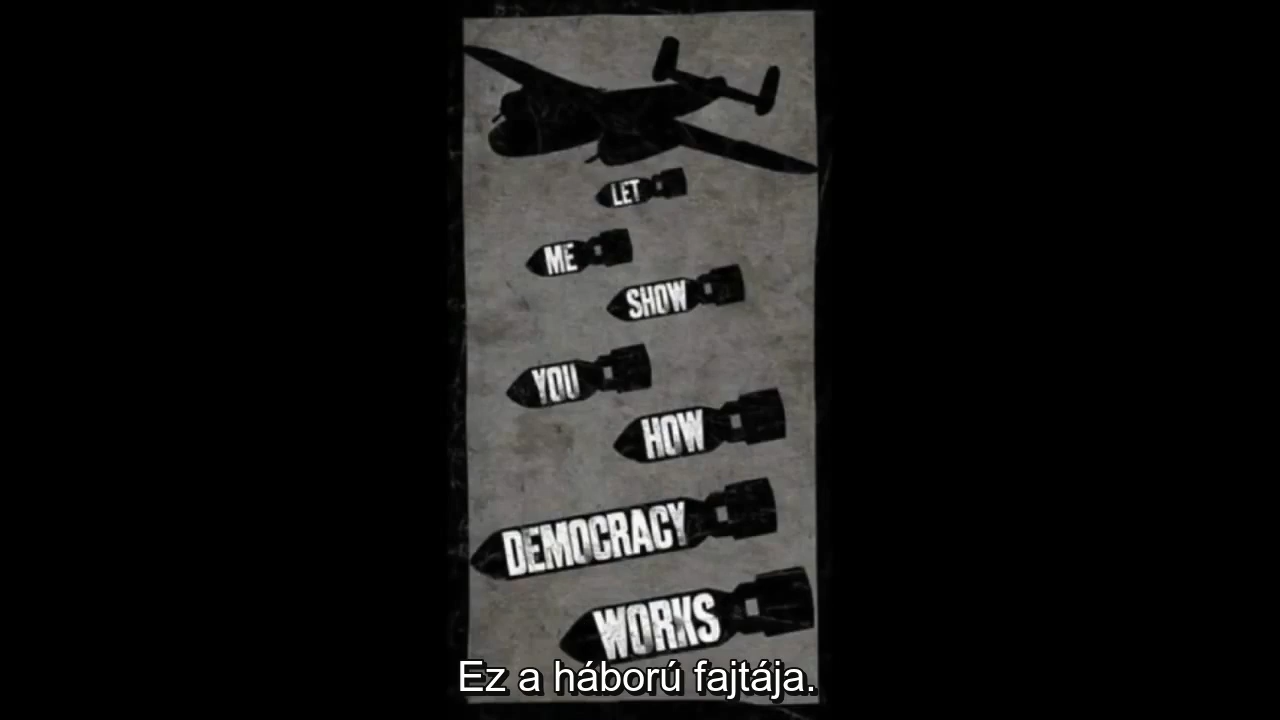 LET
ME
SHOW
YOU
HOW
DEMOCRACY
WORKS
Ez a háború fajtája.